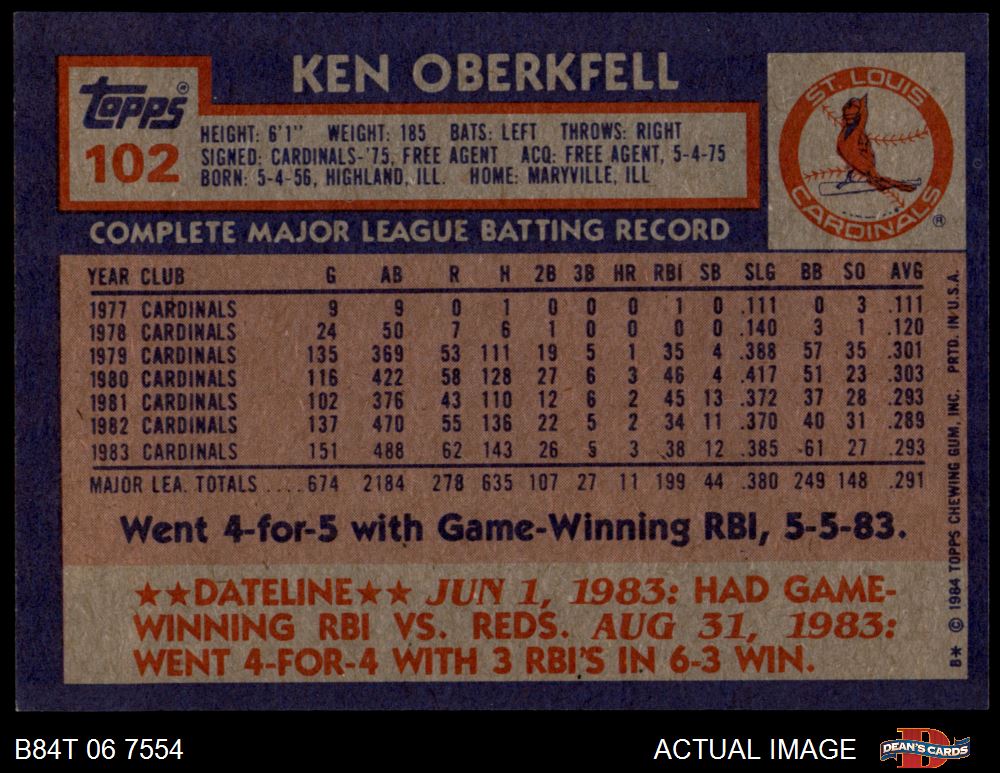 KEN OBERKFELL
Topps®
102
HEIGHT: 6'1" WEIGHT: 185 BATS: LEFT THROWS: RIGHT
SIGNED: CARDINALS-'75, FREE AGENT ACQ: FREE AGENT, 5-4-75
BORN: 5-4-56, HIGHLAND, ILL. HOME: MARYVILLE, ILL
ST. LOUIS
CARDINALS ®
COMPLETE MAJOR LEAGUE BATTING RECORD
YEAR CLUB G AB R H 2B 3B HR RBI SB SLG BB SO AVG
1977 CARDINALS 9 9 0 1 0 0 0 1 0 .111 0 3 .111
1978 CARDINALS 24 50 7 6 1 0 0 0 0 .140 3 1 .120
1979 CARDINALS 135 369 53 111 19 5 1 35 4 .388 57 35 .301
1980 CARDINALS 116 422 58 128 27 6 3 46 4 .417 51 23 .303
1981 CARDINALS 102 376 43 110 12 6 2 45 13 .372 37 28 .293
1982 CARDINALS 137 470 55 136 22 5 2 34 11 .370 40 31 .289
1983 CARDINALS 151 488 62 143 26 5 3 38 12 .385 61 27 .293
MAJOR LEA. TOTALS ....674 2184 278 635 107 27 11 199 44 .380 249 148 .291
Went 4-for-5 with Game-Winning RBI, 5-5-83.
★★DATELINE★★ JUN 1, 1983: HAD GAME-
WINNING RBI VS. REDS. AUG 31, 1983:
WENT 4-FOR-4 WITH 3 RBI'S IN 6-3 WIN.
B* © 1984 TOPPS CHEWING GUM, INC. PRTD. IN U.S.A.
B84T 06 7554
ACTUAL IMAGE
DEAN'S CARDS